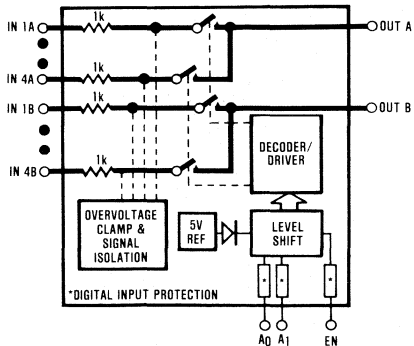 IN 1A
1k
OUT A
IN 4A
1k
IN 1B
1k
OUT B
IN 4B
1k
DECODER/
DRIVER
OVERVOLTAGE
CLAMP &
SIGNAL
ISOLATION
5V
REF
LEVEL
SHIFT
* * *
*DIGITAL INPUT PROTECTION
A0 A1 EN